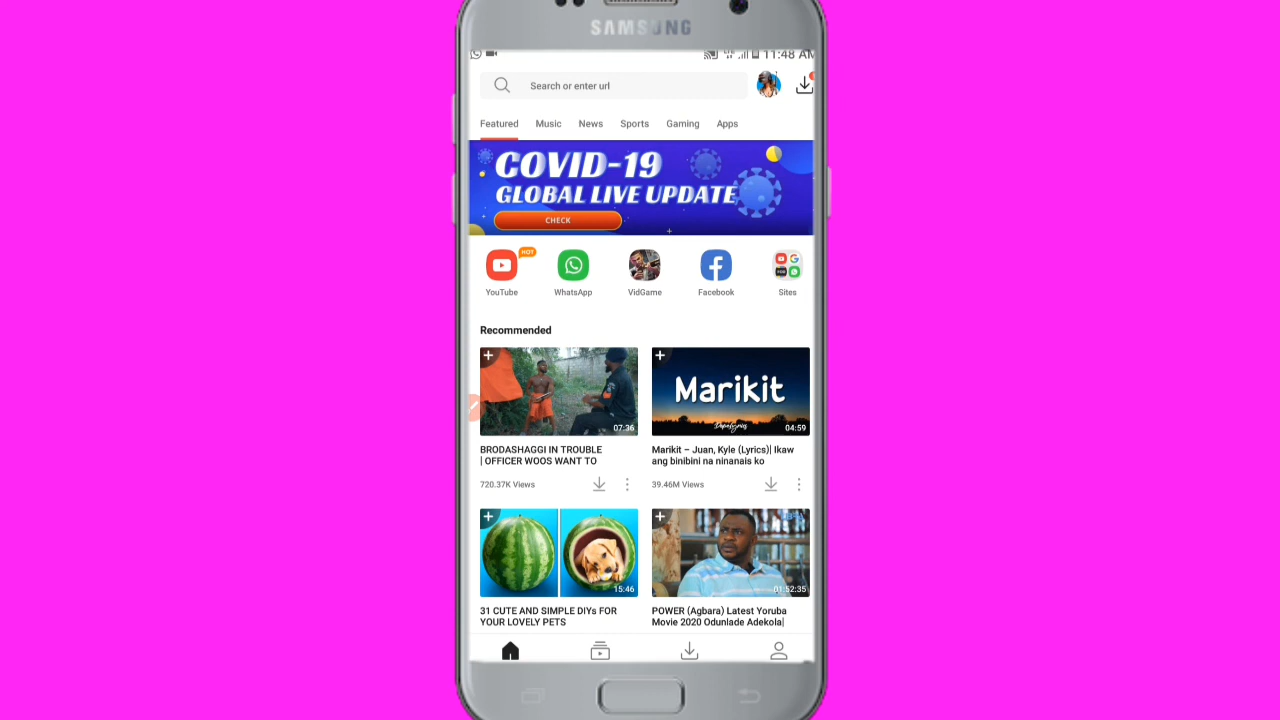 SAMSUNG
11:48 AM
Search or enter url
Featured Music News Sports Gaming Apps
COVID-19
GLOBAL LIVE UPDATE
CHECK
HOT
YouTube WhatsApp VidGame Facebook Sites
Recommended
07:36
Marikit
04:59
BRODASHAGGI IN TROUBLE
| OFFICER WOOS WANT TO
720.37K Views
Marikit – Juan, Kyle (Lyrics)| Ikaw
ang binibini na ninanais ko
39.46M Views
15:46
01:52:35
31 CUTE AND SIMPLE DIYs FOR
YOUR LOVELY PETS
POWER (Agbara) Latest Yoruba
Movie 2020 Odunlade Adekola|